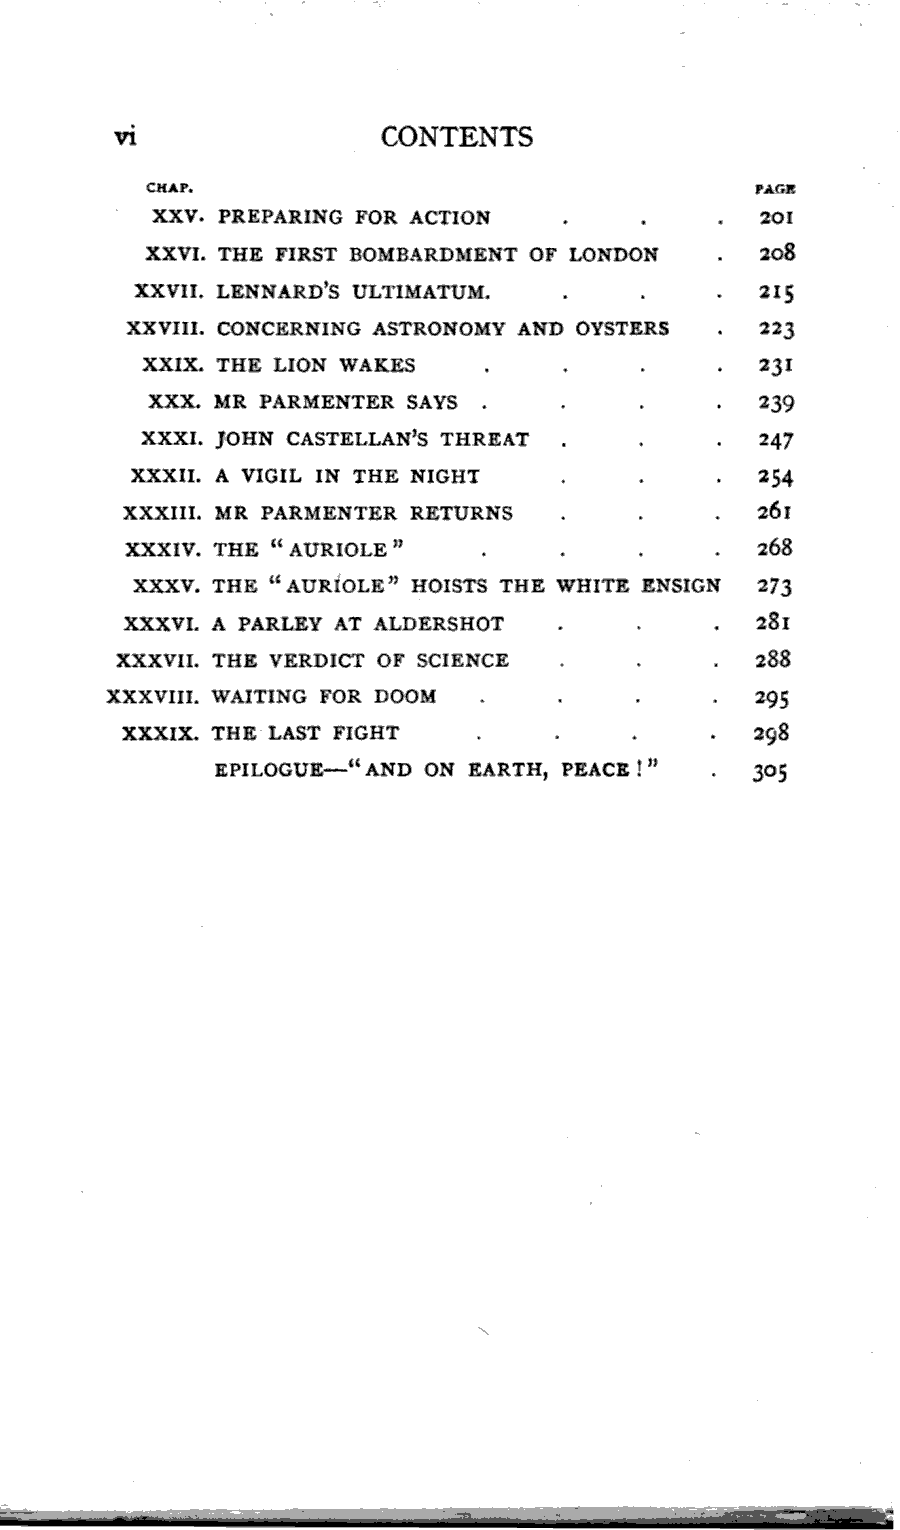 vi CONTENTS
CHAP. PAGE
XXV. PREPARING FOR ACTION . . . 201
XXVI. THE FIRST BOMBARDMENT OF LONDON . 208
XXVII. LENNARD'S ULTIMATUM. . . . 215
XXVIII. CONCERNING ASTRONOMY AND OYSTERS . 223
XXIX. THE LION WAKES . . . . 231
XXX. MR PARMENTER SAYS . . . . 239
XXXI. JOHN CASTELLAN'S THREAT . . . 247
XXXII. A VIGIL IN THE NIGHT . . . 254
XXXIII. MR PARMENTER RETURNS . . . 261
XXXIV. THE "AURIOLE" . . . . 268
XXXV. THE "AURIOLE" HOISTS THE WHITE ENSIGN 273
XXXVI. A PARLEY AT ALDERSHOT . . . 281
XXXVII. THE VERDICT OF SCIENCE . . . 288
XXXVIII. WAITING FOR DOOM . . . . 295
XXXIX. THE LAST FIGHT . . . . 298
EPILOGUE—"AND ON EARTH, PEACE!" . 305